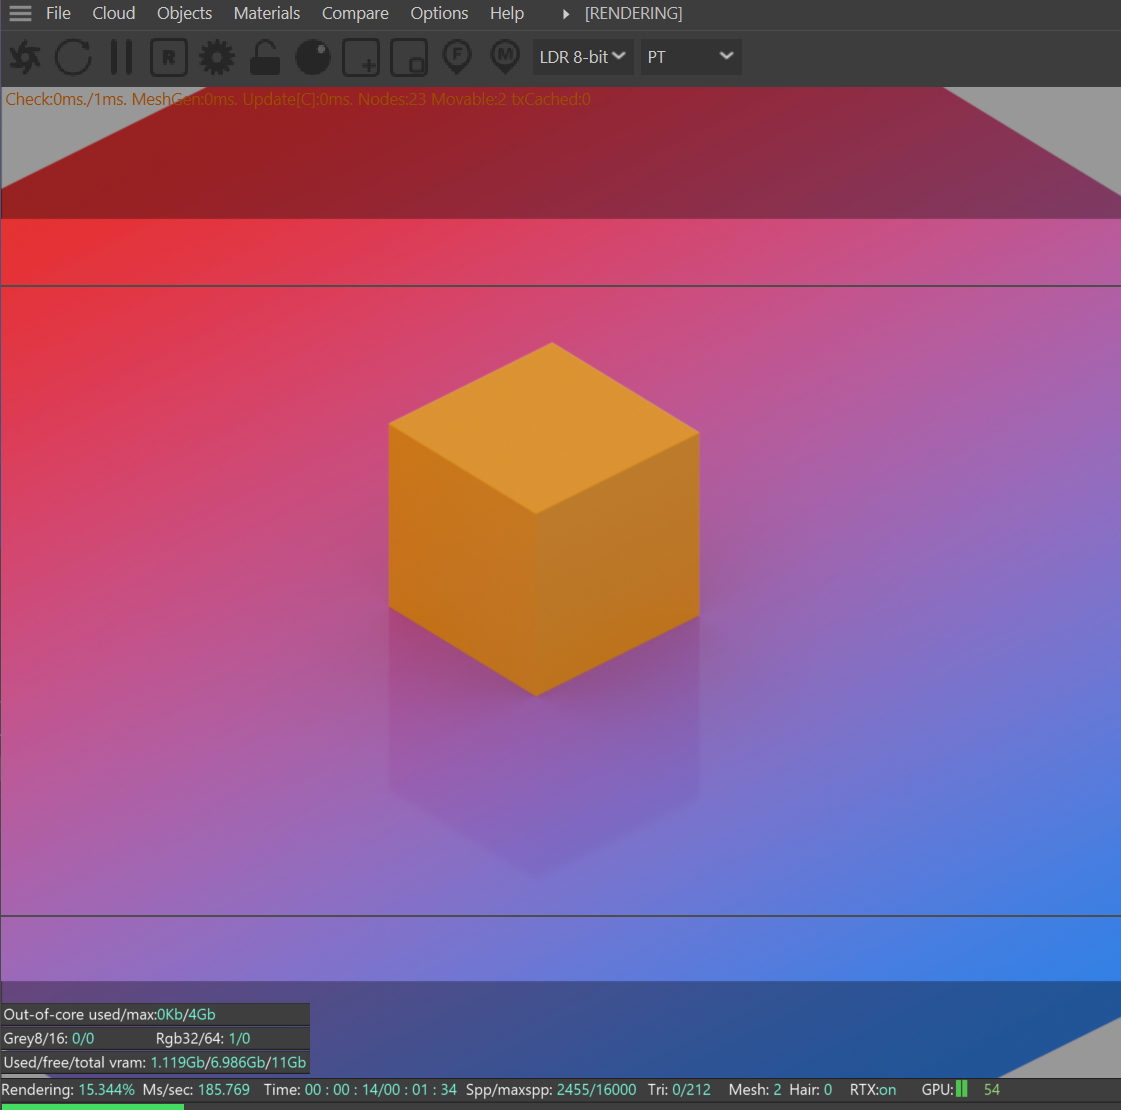 File Cloud Objects Materials Compare Options Help [RENDERING]
R F M LDR 8-bit PT
Check:0ms./1ms. MeshGen:0ms. Update[C]:0ms. Nodes:23 Movable:2 txCached:0
Out-of-core used/max:0Kb/4Gb
Grey8/16: 0/0 Rgb32/64: 1/0
Used/free/total vram: 1.119Gb/6.986Gb/11Gb
Rendering: 15.344% Ms/sec: 185.769 Time: 00 : 00 : 14/00 : 01 : 34 Spp/maxspp: 2455/16000 Tri: 0/212 Mesh: 2 Hair: 0 RTX:on GPU: 54